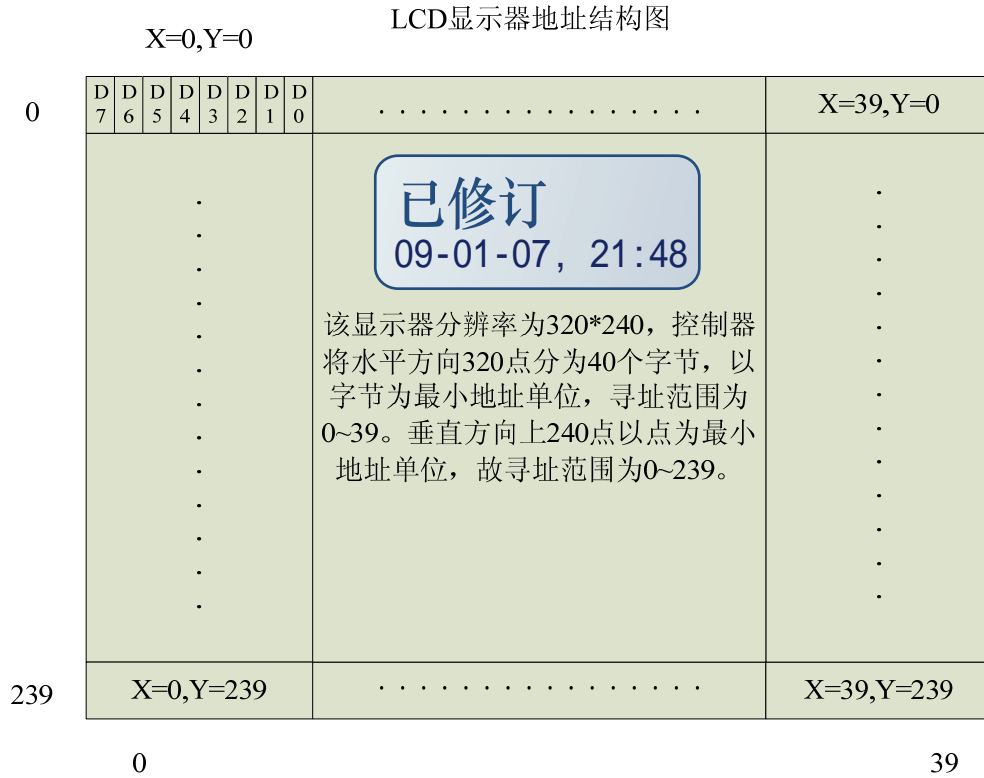 LCD显示器地址结构图
X=0,Y=0
0
D7 D6 D5 D4 D3 D2 D1 D0
X=39,Y=0
已修订
09-01-07, 21:48
该显示器分辨率为320*240，控制器
将水平方向320点分为40个字节，以
字节为最小地址单位，寻址范围为
0~39。垂直方向上240点以点为最小
地址单位，故寻址范围为0~239。
239
X=0,Y=239
X=39,Y=239
0
39